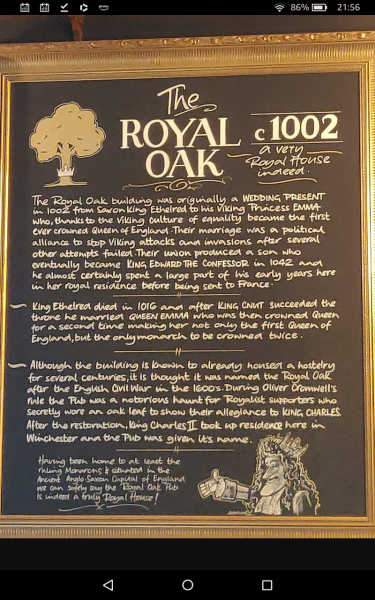 86% 21:56
The
ROYAL
OAK
c 1002
a very
Royal House
indeed.
The Royal Oak building was originally a WEDDING PRESENT
in 1002 from Saxon King Ethelred to his Viking Princess EMMA
who, thanks to the Viking culture of equality became the first
ever crowned Queen of England. Their marriage was a political
alliance to stop Viking attacks and invasions after several
other attempts failed. Their union produced a son who
eventually became KING EDWARD THE CONFESSOR in 1042 and
he almost certainly spent a large part of his early years here
in her royal residence before being sent to France.
King Ethelred died in 1016 and after KING CNUT succeeded the
throne he married QUEEN EMMA who was then crowned Queen
for a second time making her not only the first Queen of
England, but the only monarch to be crowned twice.
Although the building is known to already housed a hostelry
for several centuries, it is thought it was named the Royal Oak
after the English Civil War in the 1600s. During Oliver Cromwell's
rule the Pub was a notorious haunt for Royalist supporters who
secretly wore an oak leaf to show their allegiance to KING CHARLES.
After the restoration, King Charles II took up residence here in
Winchester and the Pub was given it's name.
Having been home to at least the
ruling Monarchs & situated in the
Ancient Anglo-Saxon Capital of England
we can safely say the Royal Oak Pub
is indeed a truly Royal House!